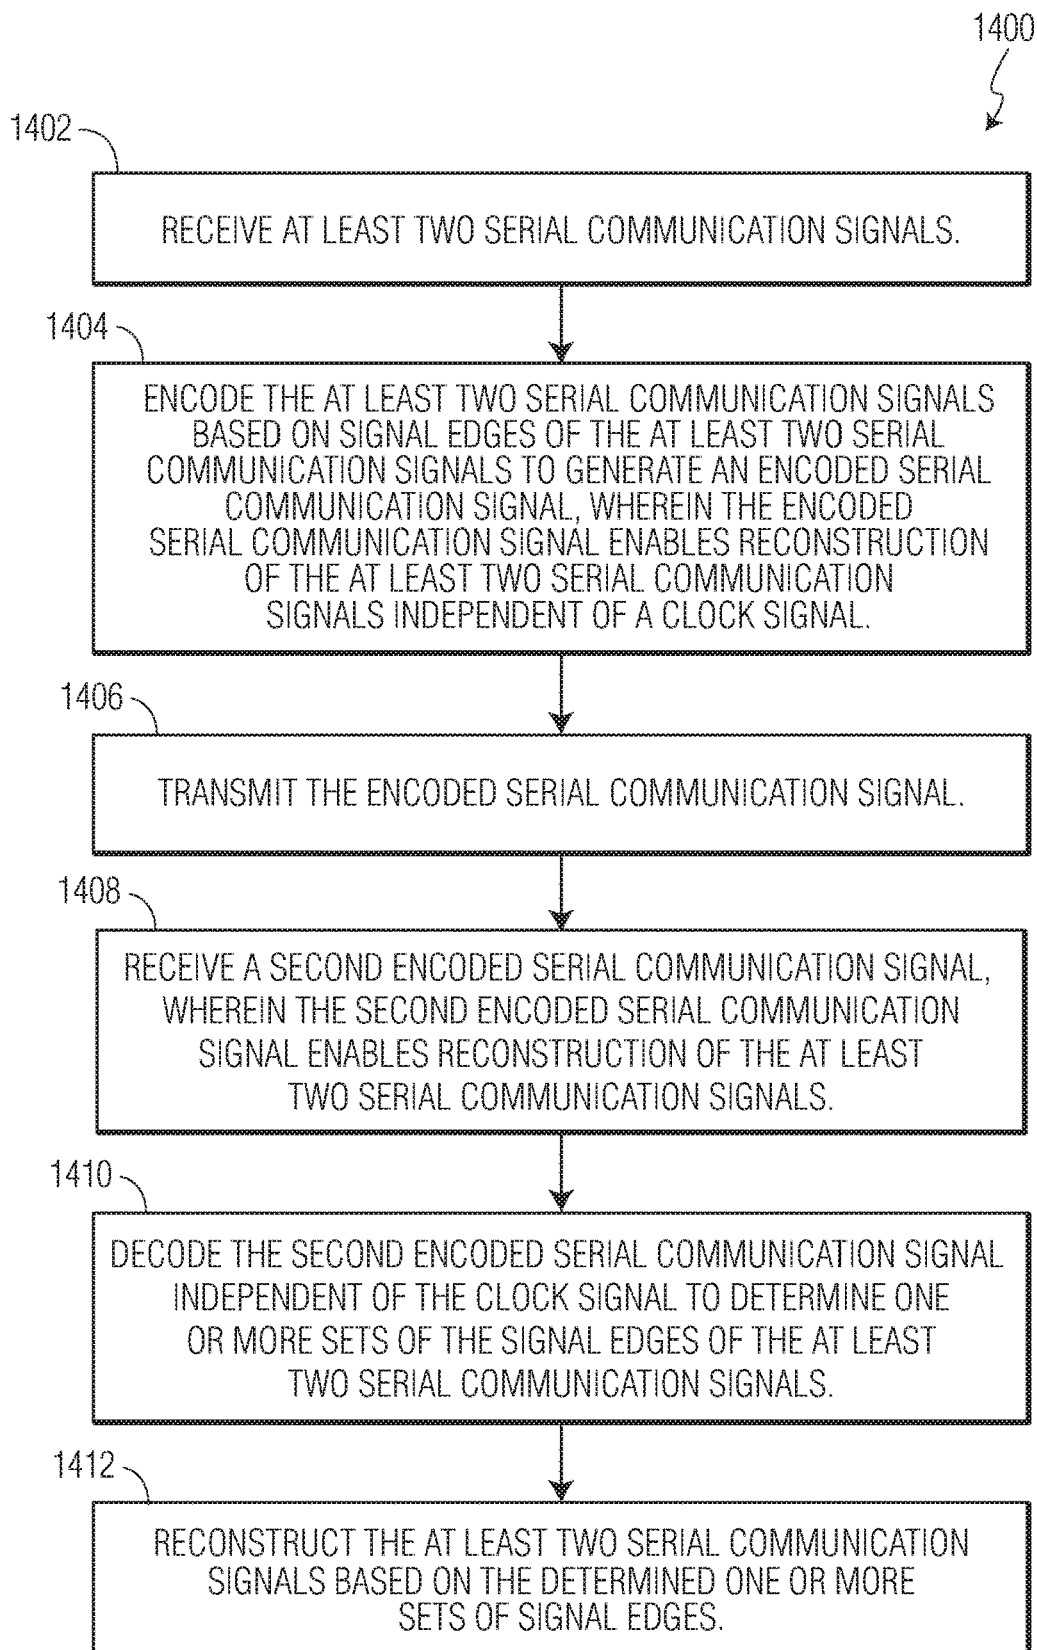 1400
1402
RECEIVE AT LEAST TWO SERIAL COMMUNICATION SIGNALS.
1404
ENCODE THE AT LEAST TWO SERIAL COMMUNICATION SIGNALS
BASED ON SIGNAL EDGES OF THE AT LEAST TWO SERIAL
COMMUNICATION SIGNALS TO GENERATE AN ENCODED SERIAL
COMMUNICATION SIGNAL, WHEREIN THE ENCODED
SERIAL COMMUNICATION SIGNAL ENABLES RECONSTRUCTION
OF THE AT LEAST TWO SERIAL COMMUNICATION
SIGNALS INDEPENDENT OF A CLOCK SIGNAL.
1406
TRANSMIT THE ENCODED SERIAL COMMUNICATION SIGNAL.
1408
RECEIVE A SECOND ENCODED SERIAL COMMUNICATION SIGNAL,
WHEREIN THE SECOND ENCODED SERIAL COMMUNICATION
SIGNAL ENABLES RECONSTRUCTION OF THE AT LEAST
TWO SERIAL COMMUNICATION SIGNALS.
1410
DECODE THE SECOND ENCODED SERIAL COMMUNICATION SIGNAL
INDEPENDENT OF THE CLOCK SIGNAL TO DETERMINE ONE
OR MORE SETS OF THE SIGNAL EDGES OF THE AT LEAST
TWO SERIAL COMMUNICATION SIGNALS.
1412
RECONSTRUCT THE AT LEAST TWO SERIAL COMMUNICATION
SIGNALS BASED ON THE DETERMINED ONE OR MORE
SETS OF SIGNAL EDGES.